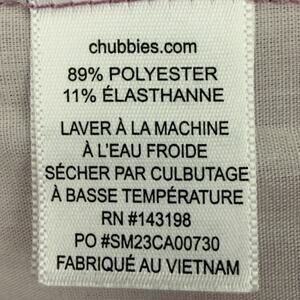 chubbies.com
89% POLYESTER
11% ÉLASTHANNE
LAVER À LA MACHINE
À L'EAU FROIDE
SÉCHER PAR CULBUTAGE
À BASSE TEMPÉRATURE
RN #143198
PO #SM23CA00730
FABRIQUÉ AU VIETNAM